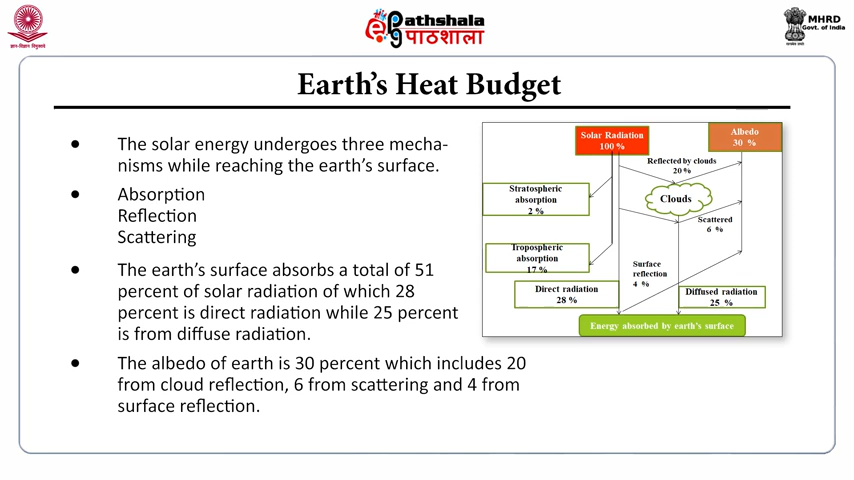 ज्ञान-विज्ञान विमुक्तये
Pathshala
पाठशाला
MHRD
Govt. of India
Earth's Heat Budget
The solar energy undergoes three mecha-
nisms while reaching the earth's surface.
Absorption
Reflection
Scattering
The earth's surface absorbs a total of 51
percent of solar radiation of which 28
percent is direct radiation while 25 percent
is from diffuse radiation.
The albedo of earth is 30 percent which includes 20
from cloud reflection, 6 from scattering and 4 from
surface reflection.
Solar Radiation
100 %
Albedo
30 %
Reflected by clouds
20 %
Stratospheric
absorption
2 %
Clouds
Scattered
6 %
Tropospheric
absorption
17 %
Surface
reflection
4 %
Direct radiation
28 %
Diffused radiation
25 %
Energy absorbed by earth's surface